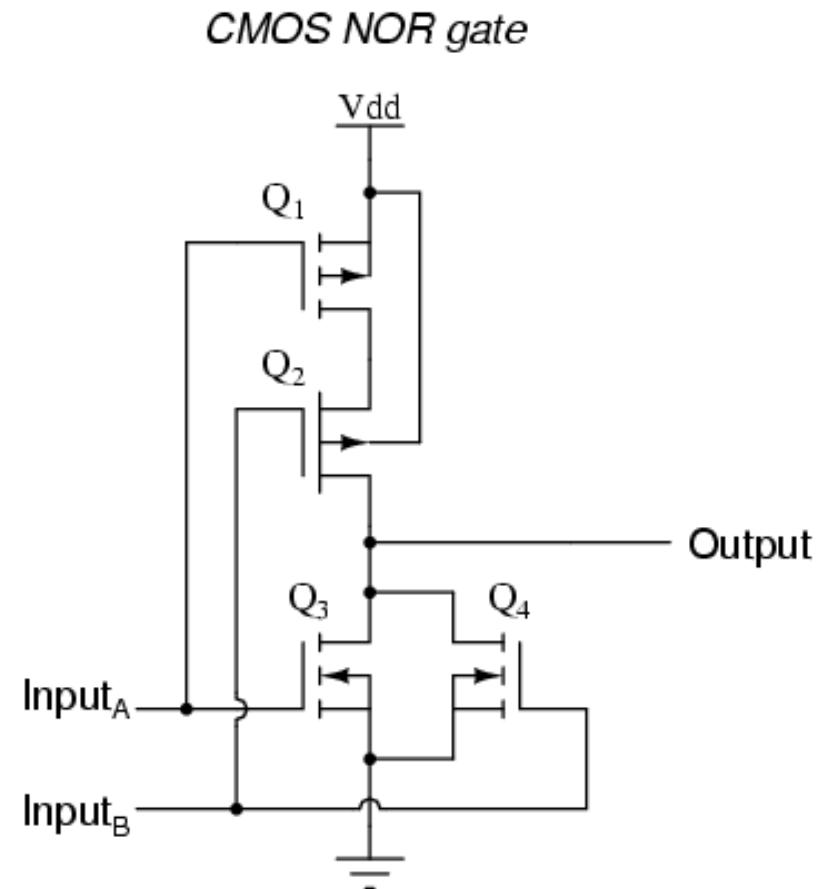 CMOS NOR gate
Vdd
Q1
Q2
Output
Q3 Q4
InputA
InputB